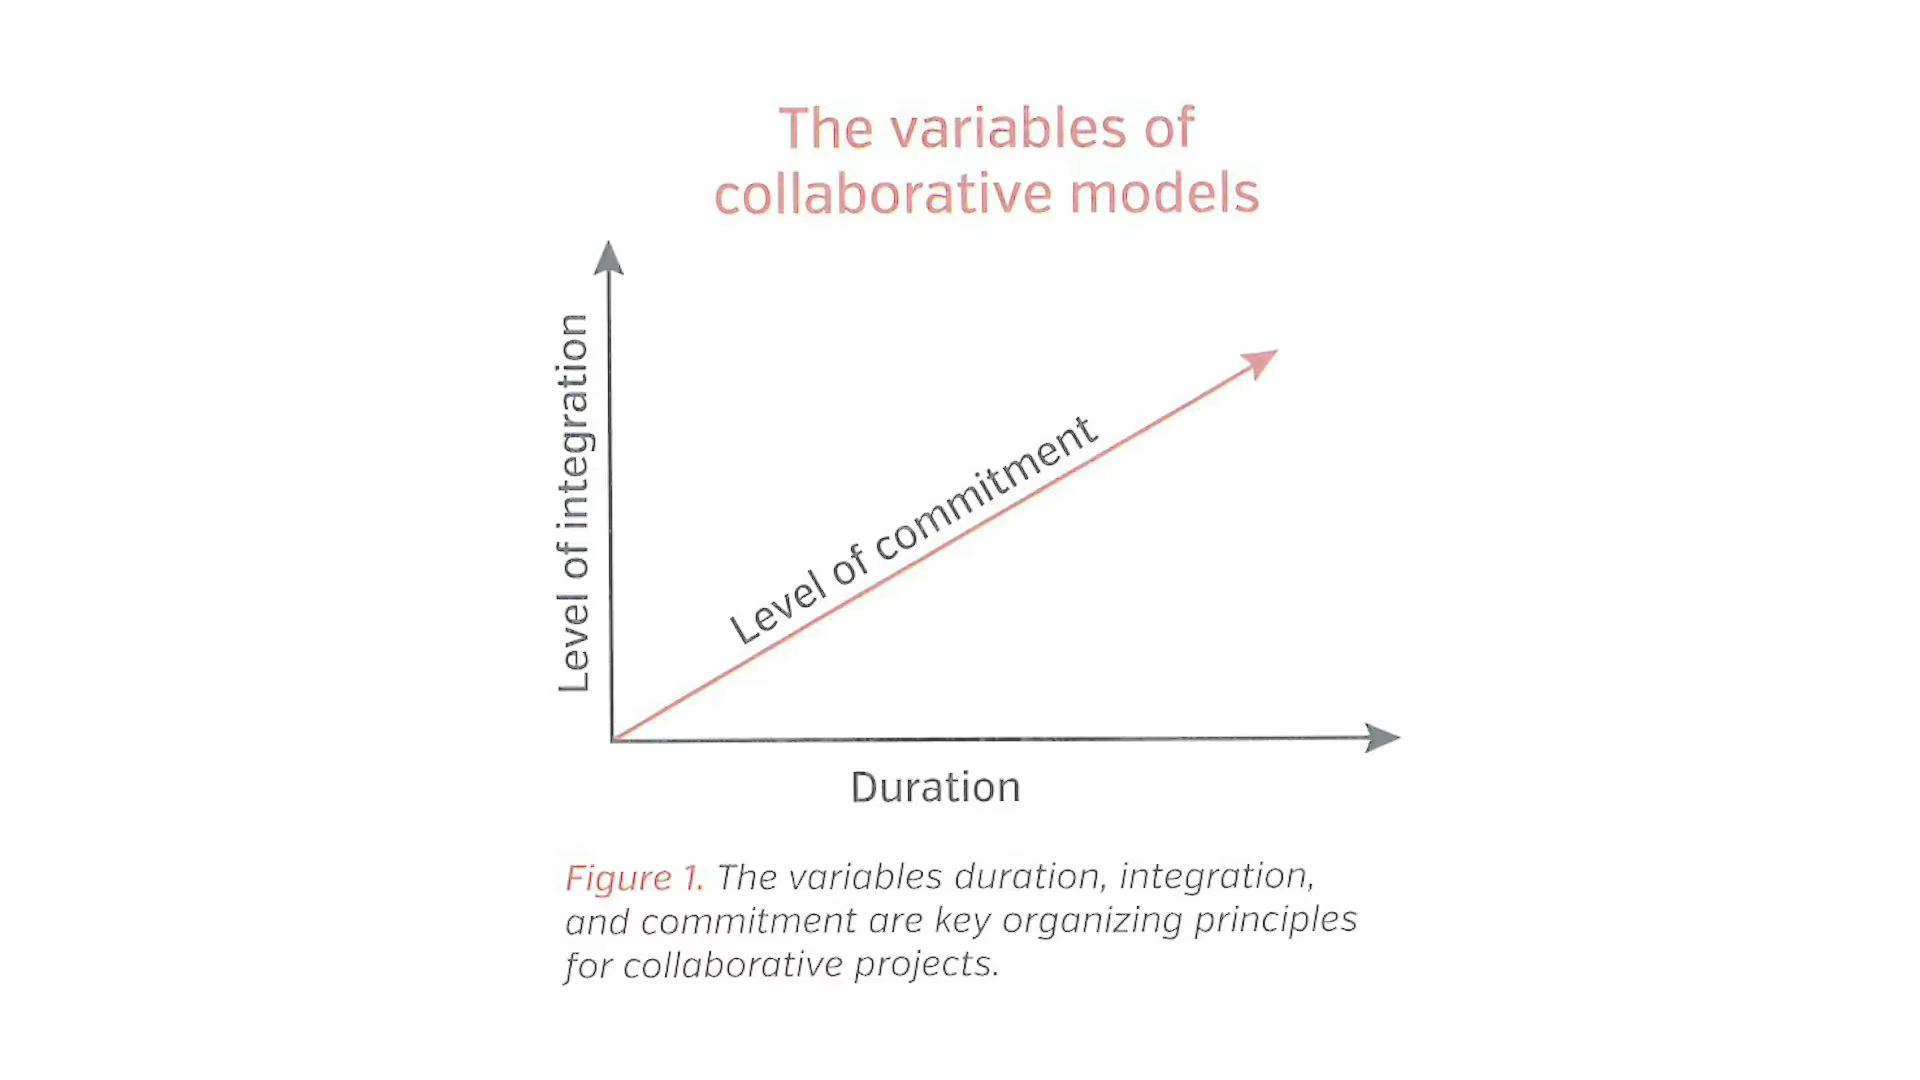 The variables of
collaborative models
Level of integration
Level of commitment
Duration
Figure 1. The variables duration, integration,
and commitment are key organizing principles
for collaborative projects.